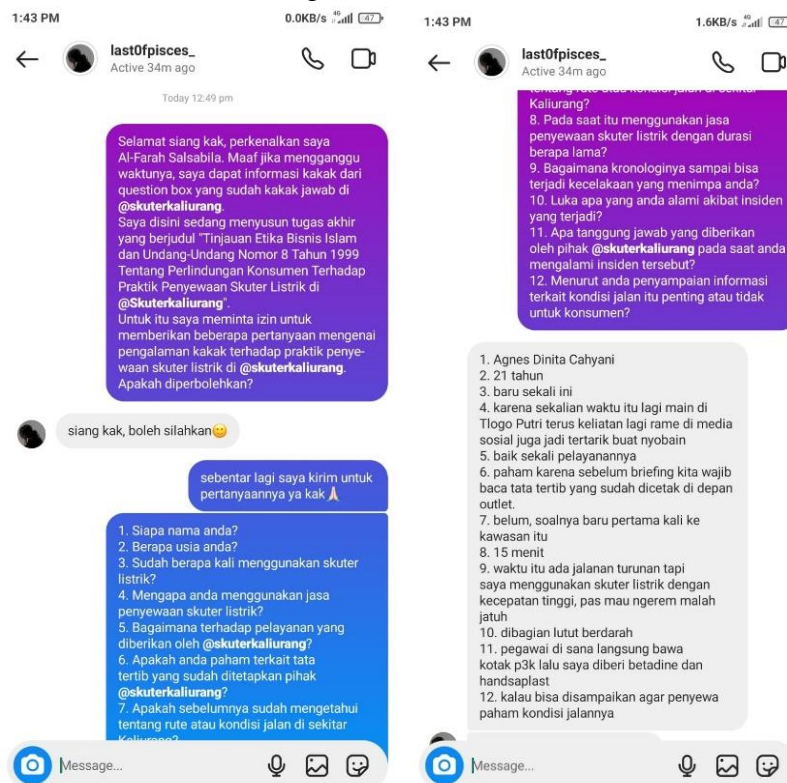 1:43 PM
0.0KB/s 4G 47
last0fpisces_
Active 34m ago
Today 12:49 pm
Selamat siang kak, perkenalkan saya
Al-Farah Salsabila. Maaf jika mengganggu
waktunya, saya dapat informasi kakak dari
question box yang sudah kakak jawab di
@skuterkaliurang.
Saya disini sedang menyusun tugas akhir
yang berjudul "Tinjauan Etika Bisnis Islam
dan Undang-Undang Nomor 8 Tahun 1999
Tentang Perlindungan Konsumen Terhadap
Praktik Penyewaan Skuter Listrik di
@Skuterkaliurang".
Untuk itu saya meminta izin untuk
memberikan beberapa pertanyaan mengenai
pengalaman kakak terhadap praktik penye-
waan skuter listrik di @skuterkaliurang.
Apakah diperbolehkan?
siang kak, boleh silahkan😊
sebentar lagi saya kirim untuk
pertanyaannya ya kak🙏🏻
1. Siapa nama anda?
2. Berapa usia anda?
3. Sudah berapa kali menggunakan skuter
listrik?
4. Mengapa anda menggunakan jasa
penyewaan skuter listrik?
5. Bagaimana terhadap pelayanan yang
diberikan oleh @skuterkaliurang?
6. Apakah anda paham terkait tata
tertib yang sudah ditetapkan pihak
@skuterkaliurang?
7. Apakah sebelumnya sudah mengetahui
tentang rute atau kondisi jalan di sekitar
Kaliurang?
Message...
1:43 PM
1.6KB/s 4G 47
last0fpisces_
Active 34m ago
tentang rute atau kondisi jalan di sekitar
Kaliurang?
8. Pada saat itu menggunakan jasa
penyewaan skuter listrik dengan durasi
berapa lama?
9. Bagaimana kronologinya sampai bisa
terjadi kecelakaan yang menimpa anda?
10. Luka apa yang anda alami akibat insiden
yang terjadi?
11. Apa tanggung jawab yang diberikan
oleh pihak @skuterkaliurang pada saat anda
mengalami insiden tersebut?
12. Menurut anda penyampaian informasi
terkait kondisi jalan itu penting atau tidak
untuk konsumen?
1. Agnes Dinita Cahyani
2. 21 tahun
3. baru sekali ini
4. karena sekalian waktu itu lagi main di
Tlogo Putri terus keliatan lagi rame di media
sosial juga jadi tertarik buat nyobain
5. baik sekali pelayanannya
6. paham karena sebelum briefing kita wajib
baca tata tertib yang sudah dicetak di depan
outlet.
7. belum, soalnya baru pertama kali ke
kawasan itu
8. 15 menit
9. waktu itu ada jalanan turunan tapi
saya menggunakan skuter listrik dengan
kecepatan tinggi, pas mau ngerem malah
jatuh
10. dibagian lutut berdarah
11. pegawai di sana langsung bawa
kotak p3k lalu saya diberi betadine dan
handsaplast
12. kalau bisa disampaikan agar penyewa
paham kondisi jalannya
Message...